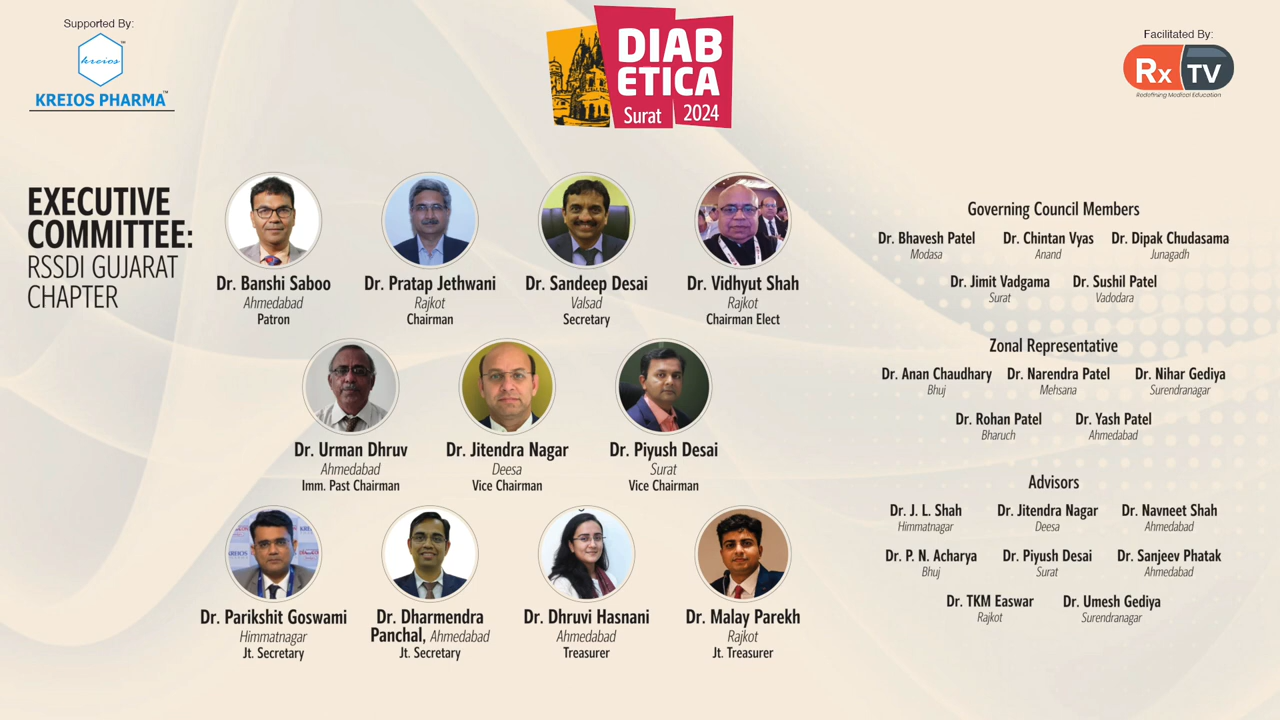 Supported By:
kreios
KREIOS PHARMA™
DIAB
ETICA
Surat 2024
Facilitated By:
Rx TV
Redefining Medical Education
EXECUTIVE
COMMITTEE:
RSSDI GUJARAT
CHAPTER
Dr. Banshi Saboo
Ahmedabad
Patron
Dr. Pratap Jethwani
Rajkot
Chairman
Dr. Sandeep Desai
Valsad
Secretary
Dr. Vidhyut Shah
Rajkot
Chairman Elect
Dr. Urman Dhruv
Ahmedabad
Imm. Past Chairman
Dr. Jitendra Nagar
Deesa
Vice Chairman
Dr. Piyush Desai
Surat
Vice Chairman
KREIOS
Dr. Parikshit Goswami
Himmatnagar
Jt. Secretary
Dr. Dharmendra
Panchal, Ahmedabad
Jt. Secretary
Dr. Dhruvi Hasnani
Ahmedabad
Treasurer
Dr. Malay Parekh
Rajkot
Jt. Treasurer
Governing Council Members
Dr. Bhavesh Patel Dr. Chintan Vyas Dr. Dipak Chudasama
Modasa Anand Junagadh
Dr. Jimit Vadgama Dr. Sushil Patel
Surat Vadodara
Zonal Representative
Dr. Anan Chaudhary Dr. Narendra Patel Dr. Nihar Gediya
Bhuj Mehsana Surendranagar
Dr. Rohan Patel Dr. Yash Patel
Bharuch Ahmedabad
Advisors
Dr. J. L. Shah Dr. Jitendra Nagar Dr. Navneet Shah
Himmatnagar Deesa Ahmedabad
Dr. P. N. Acharya Dr. Piyush Desai Dr. Sanjeev Phatak
Bhuj Surat Ahmedabad
Dr. TKM Easwar Dr. Umesh Gediya
Rajkot Surendranagar